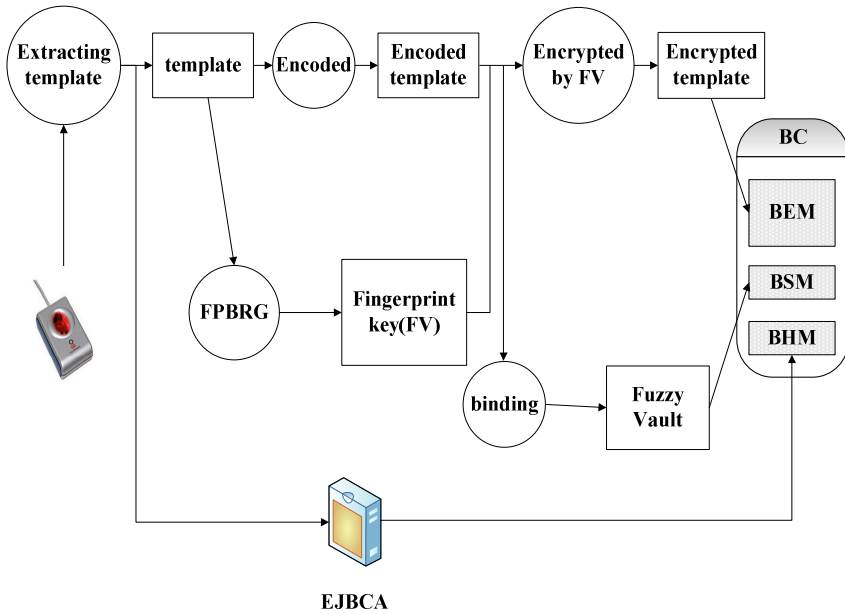 Extracting
template
template
Encoded
Encoded
template
Encrypted
by FV
Encrypted
template
BC
BEM
BSM
BHM
FPBRG
Fingerprint
key(FV)
binding
Fuzzy
Vault
EJBCA